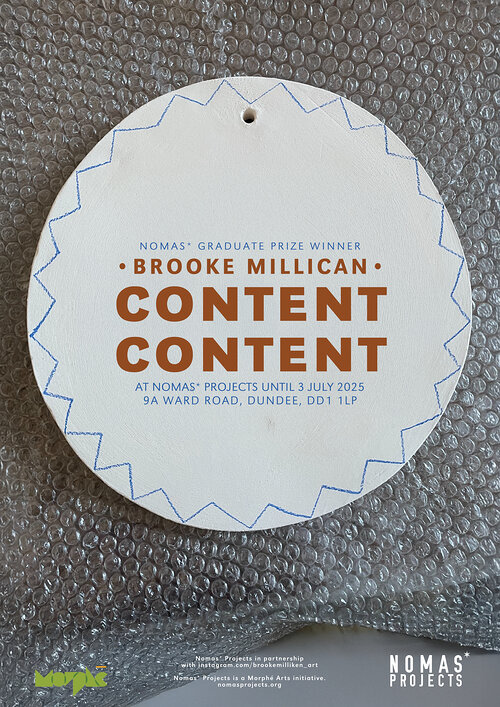 NOMAS* GRADUATE PRIZE WINNER
• BROOKE MILLICAN •
CONTENT
CONTENT
AT NOMAS* PROJECTS UNTIL 3 JULY 2025
9A WARD ROAD, DUNDEE, DD1 1LP
Nomas* Projects in partnership
with instagram.com/brookemilliken_art
Nomas* Projects is a Morphé Arts initiative.
nomasprojects.org
morphē
NOMAS*
PROJECTS